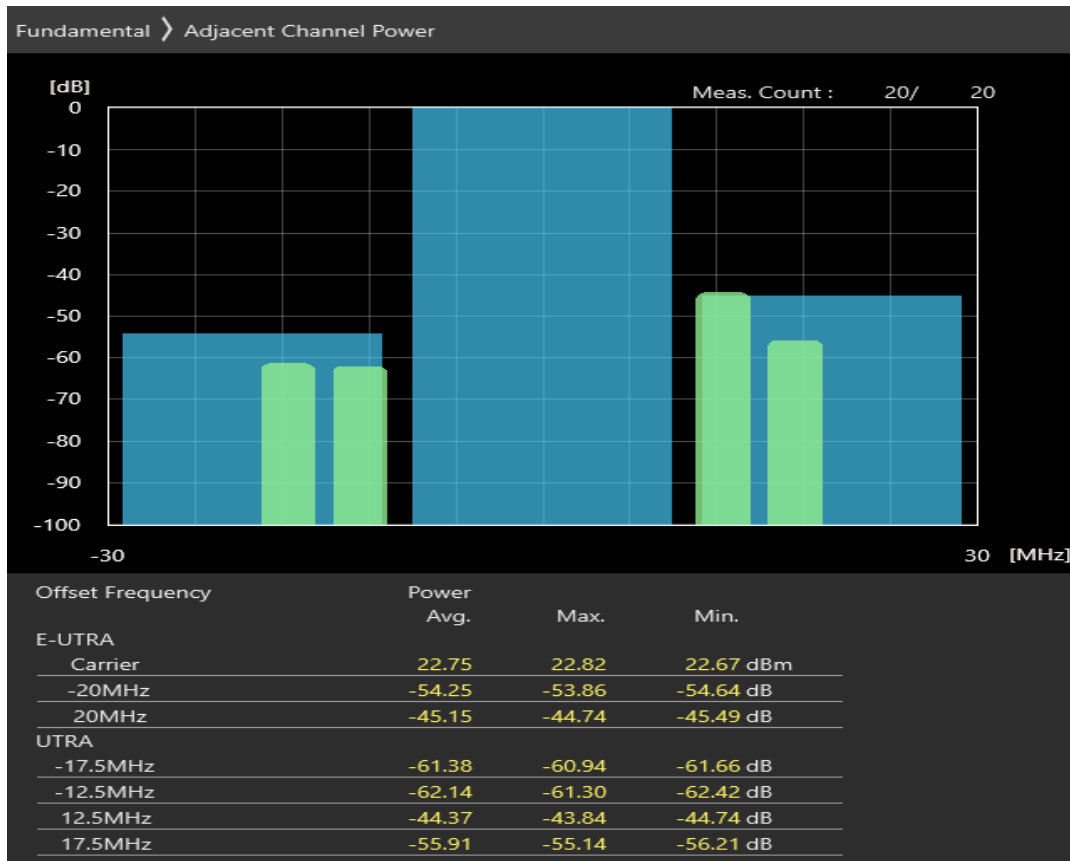 Fundamental ❯ Adjacent Channel Power
[dB]
Meas. Count : 20/ 20
0
-10
-20
-30
-40
-50
-60
-70
-80
-90
-100
-30 30 [MHz]
Offset Frequency Power
Avg. Max. Min.
E-UTRA
Carrier 22.75 22.82 22.67 dBm
-20MHz -54.25 -53.86 -54.64 dB
20MHz -45.15 -44.74 -45.49 dB
UTRA
-17.5MHz -61.38 -60.94 -61.66 dB
-12.5MHz -62.14 -61.30 -62.42 dB
12.5MHz -44.37 -43.84 -44.74 dB
17.5MHz -55.91 -55.14 -56.21 dB